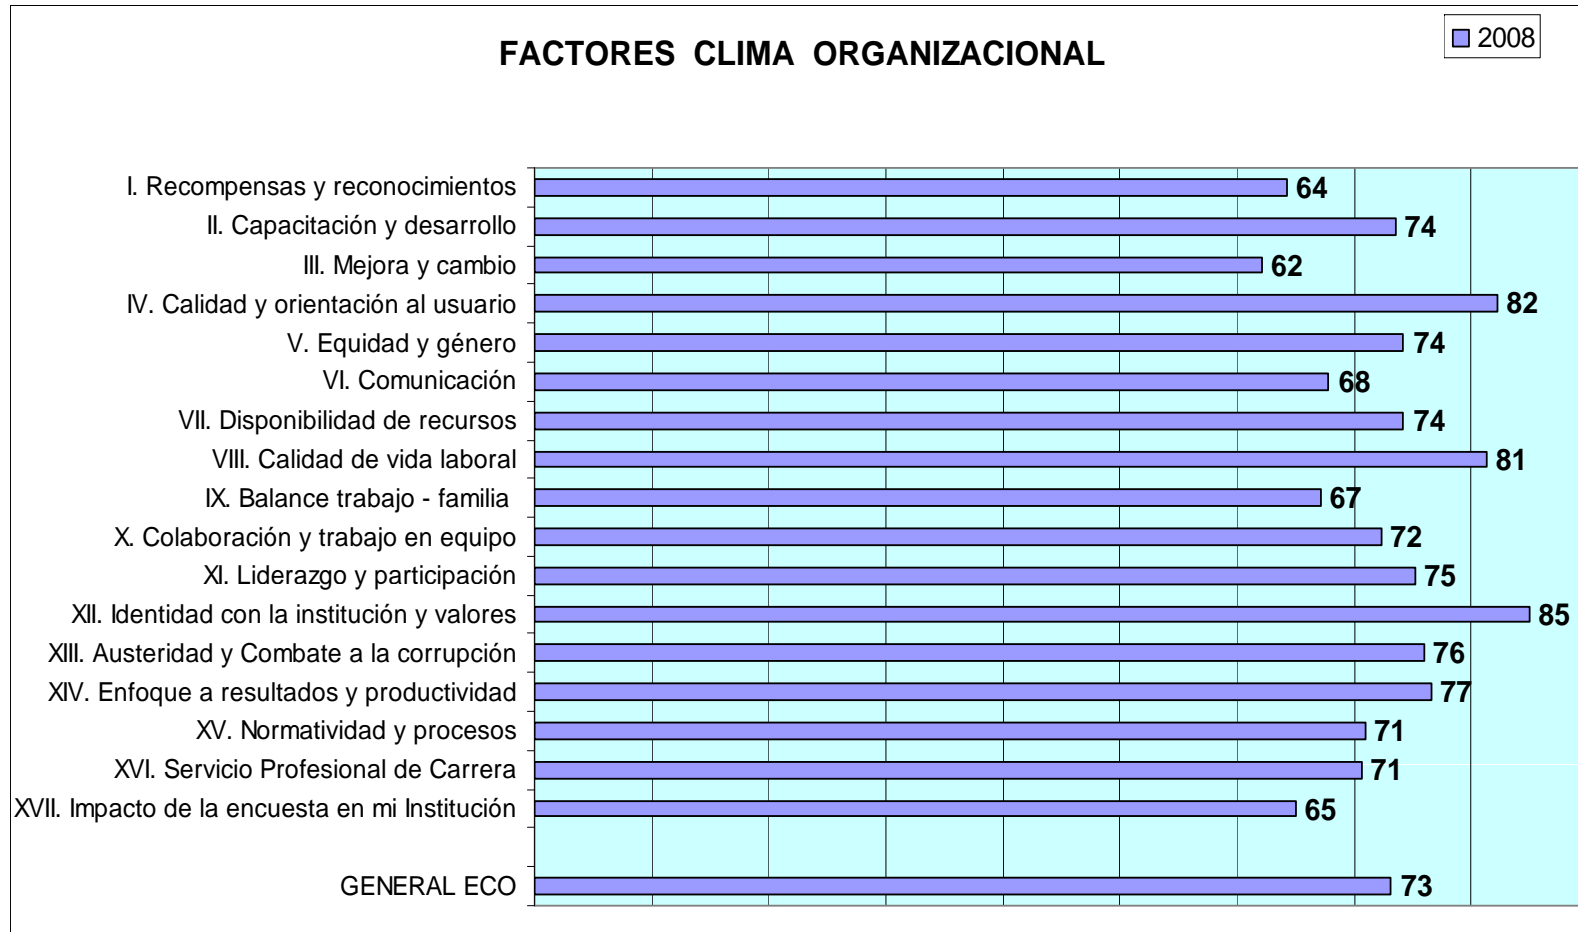 FACTORES CLIMA ORGANIZACIONAL
2008
I. Recompensas y reconocimientos 64
II. Capacitación y desarrollo 74
III. Mejora y cambio 62
IV. Calidad y orientación al usuario 82
V. Equidad y género 74
VI. Comunicación 68
VII. Disponibilidad de recursos 74
VIII. Calidad de vida laboral 81
IX. Balance trabajo - familia 67
X. Colaboración y trabajo en equipo 72
XI. Liderazgo y participación 75
XII. Identidad con la institución y valores 85
XIII. Austeridad y Combate a la corrupción 76
XIV. Enfoque a resultados y productividad 77
XV. Normatividad y procesos 71
XVI. Servicio Profesional de Carrera 71
XVII. Impacto de la encuesta en mi Institución 65
GENERAL ECO 73